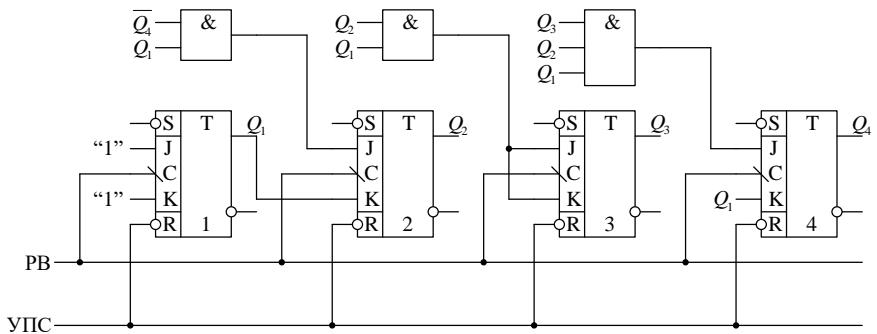 Q̅₄ & Q₂ & Q₃ &
Q₁ Q₁ Q₂
Q₁
S T Q₁ S T Q₂ S T Q₃ S T Q₄
“1” J J J J
C C C C
“1” K K K Q₁ K
R 1 R 2 R 3 R 4
РВ
УПС